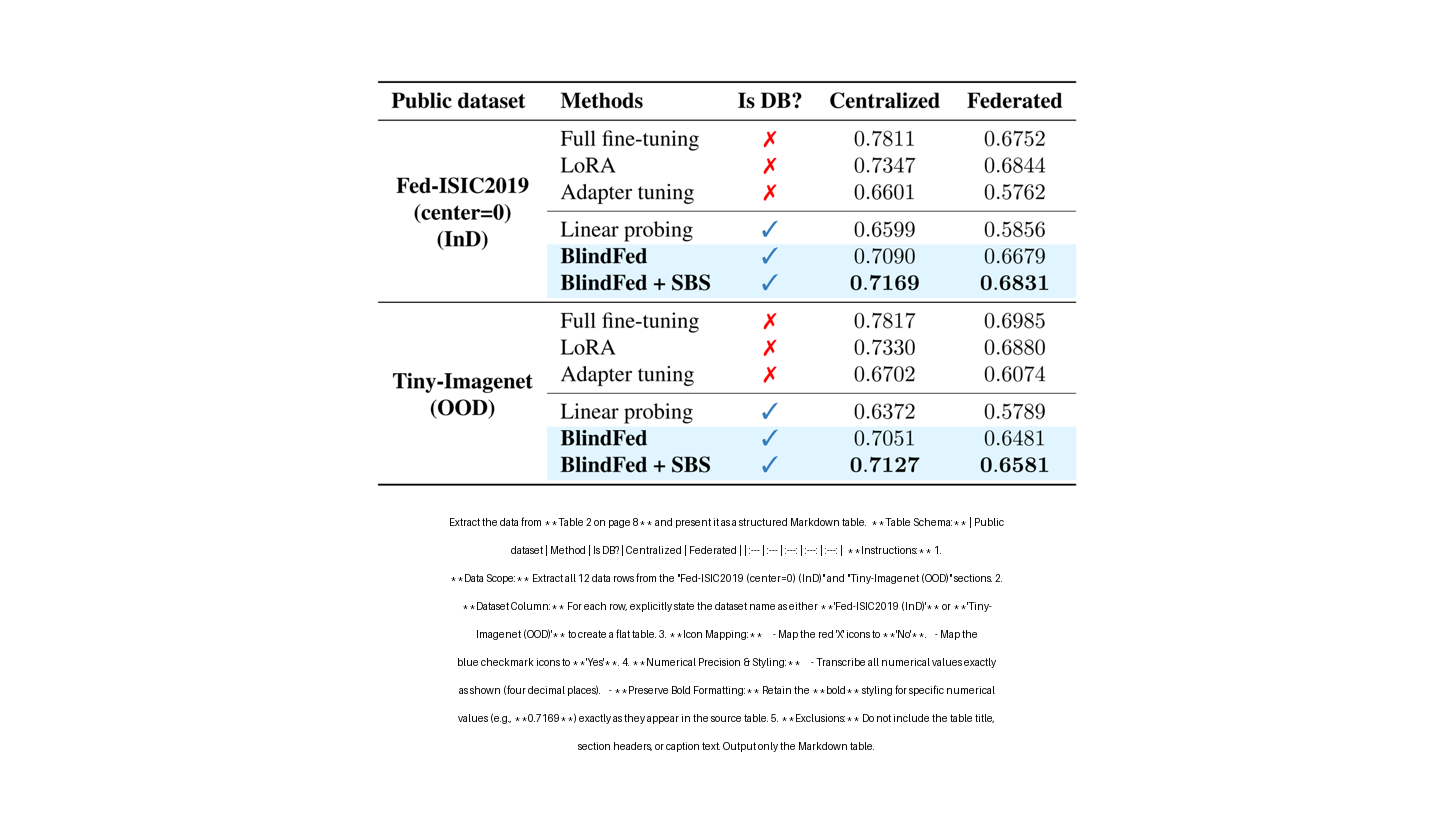 Public dataset Methods Is DB? Centralized Federated
Full fine-tuning ✗ 0.7811 0.6752
LoRA ✗ 0.7347 0.6844
Fed-ISIC2019
Adapter tuning ✗ 0.6601 0.5762
(center=0)
Linear probing ✓ 0.6599 0.5856
(InD)
BlindFed ✓ 0.7090 0.6679
BlindFed + SBS ✓ 0.7169 0.6831
Full fine-tuning ✗ 0.7817 0.6985
LoRA ✗ 0.7330 0.6880
Adapter tuning ✗ 0.6702 0.6074
Tiny-Imagenet
(OOD)
Linear probing ✓ 0.6372 0.5789
BlindFed ✓ 0.7051 0.6481
BlindFed + SBS ✓ 0.7127 0.6581
Extract the data from **Table 2 on page 8** and present it as a structured Markdown table. **Table Schema:** | Public
dataset | Method | Is DB? | Centralized | Federated | | :--- | :--- | :---: | :---: | :---: | **Instructions:** 1.
**Data Scope:** Extract all 12 data rows from the "Fed-ISIC2019 (center=0) (InD)" and "Tiny-Imagenet (OOD)" sections. 2.
**Dataset Column:** For each row, explicitly state the dataset name as either **'Fed-ISIC2019 (InD)'** or **'Tiny-
Imagenet (OOD)'** to create a flat table. 3. **Icon Mapping:** - Map the red 'X' icons to **'No'**. - Map the
blue checkmark icons to **'Yes'**. 4. **Numerical Precision & Styling:** - Transcribe all numerical values exactly
as shown (four decimal places). - **Preserve Bold Formatting:** Retain the **bold** styling for specific numerical
values (e.g., **0.7169**) exactly as they appear in the source table. 5. **Exclusions:** Do not include the table title,
section headers, or caption text. Output only the Markdown table.